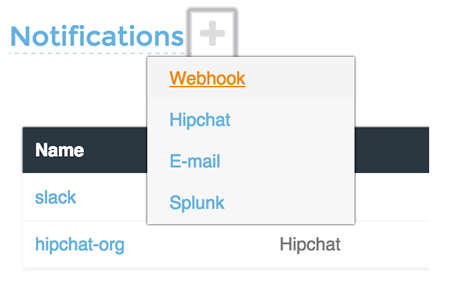 Notifications +
Webhook
Hipchat
E-mail
Splunk
Name
slack
hipchat-org Hipchat